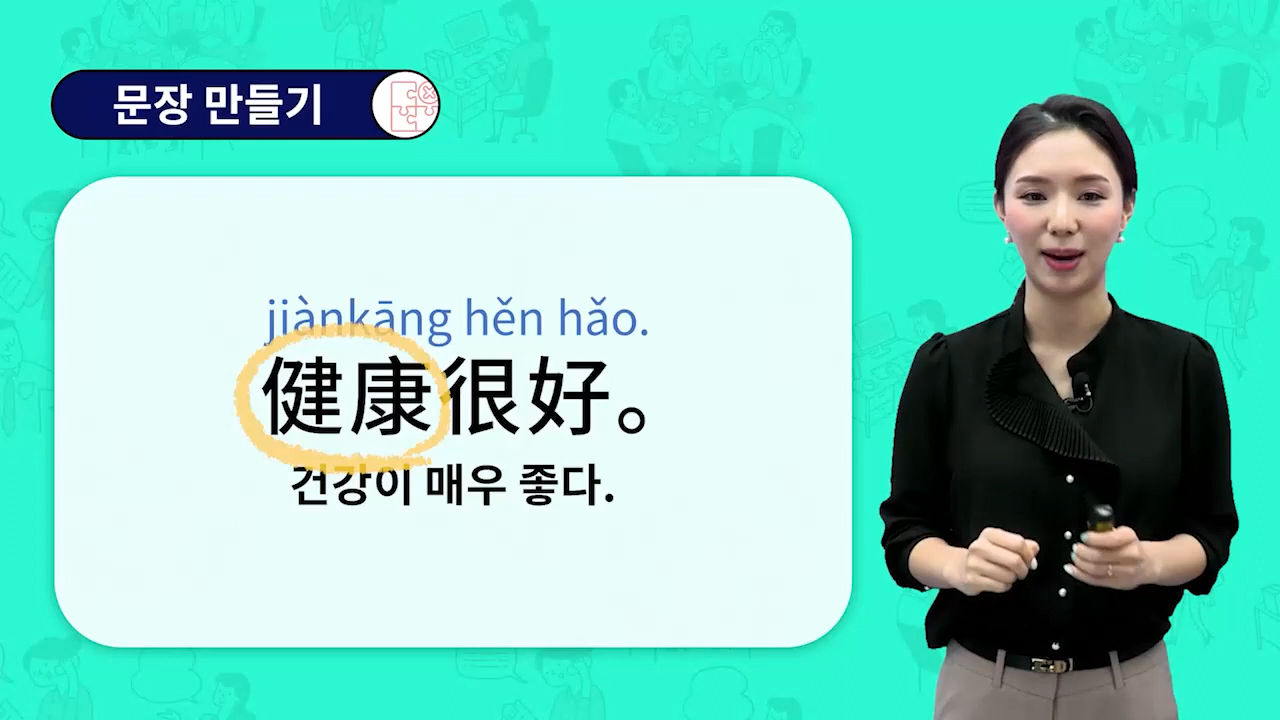 문장 만들기
jiànkāng hěn hǎo.
健康很好。
건강이 매우 좋다.